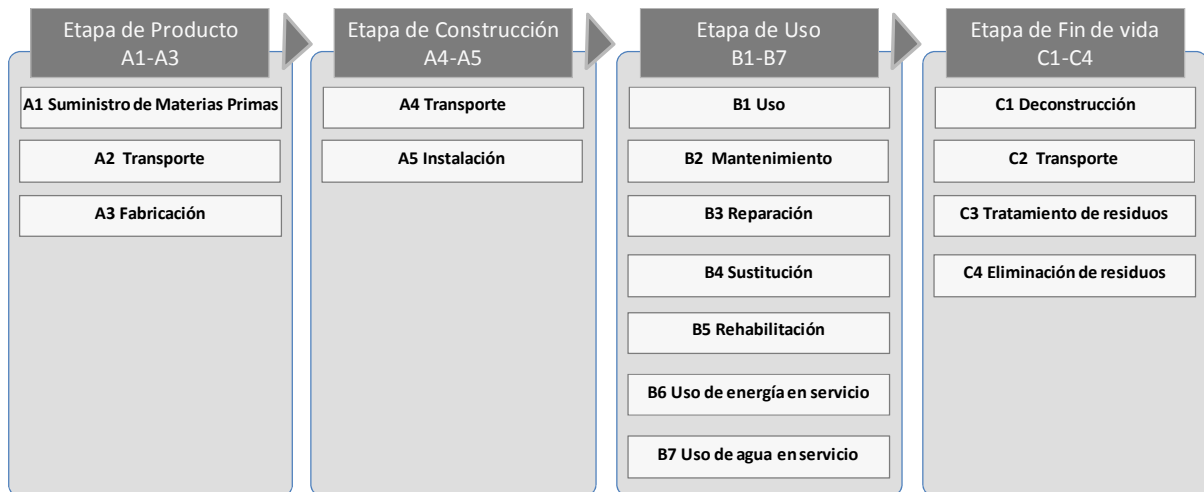 Etapa de Producto
A1-A3
A1 Suministro de Materias Primas
A2 Transporte
A3 Fabricación
Etapa de Construcción
A4-A5
A4 Transporte
A5 Instalación
Etapa de Uso
B1-B7
B1 Uso
B2 Mantenimiento
B3 Reparación
B4 Sustitución
B5 Rehabilitación
B6 Uso de energía en servicio
B7 Uso de agua en servicio
Etapa de Fin de vida
C1-C4
C1 Deconstrucción
C2 Transporte
C3 Tratamiento de residuos
C4 Eliminación de residuos